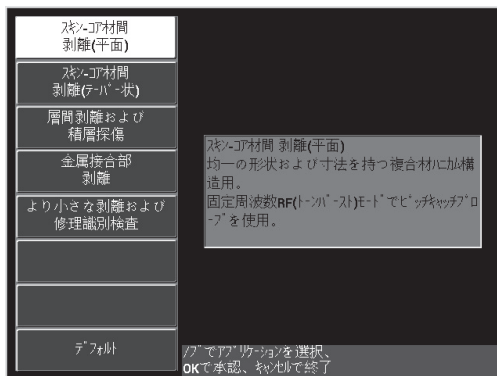 ｽｷﾝ-ｺｱ材間
剥離(平面)
ｽｷﾝ-ｺｱ材間
剥離(ﾃｰﾊﾟｰ状)
層間剥離および
積層探傷
金属接合部
剥離
より小さな剥離および
修理識別検査
デフォルト
ｽｷﾝ-ｺｱ材間 剥離(平面)
均一の形状および寸法を持つ複合材ﾊﾆｶﾑ構
造用。
固定周波数RF(ﾄｰﾝﾊﾞｰｽﾄ)ﾓｰﾄﾞでﾋﾟｯﾁｷｬｯﾁﾌﾟﾛ
ｰﾌﾞを使用。
ﾉﾌﾞでｱﾌﾟﾘｹｰｼｮﾝを選択、
OKで承認、ｷｬﾝｾﾙで終了